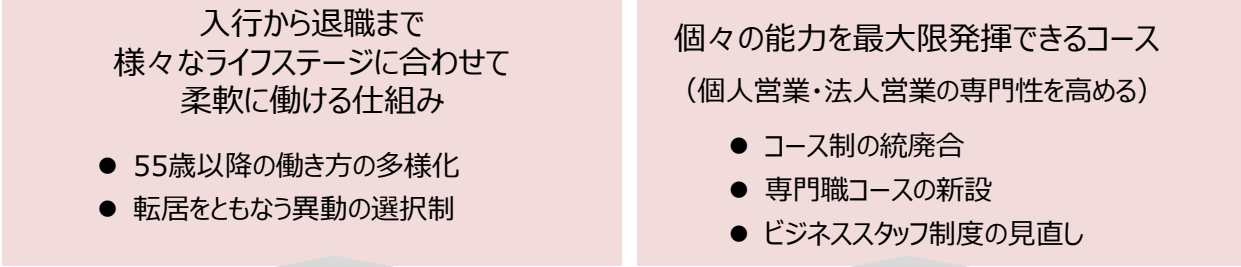 入行から退職まで
様々なライフステージに合わせて
柔軟に働ける仕組み
● 55歳以降の働き方の多様化
● 転居をともなう異動の選択制
個々の能力を最大限発揮できるコース
（個人営業・法人営業の専門性を高める）
● コース制の統廃合
● 専門職コースの新設
● ビジネススタッフ制度の見直し